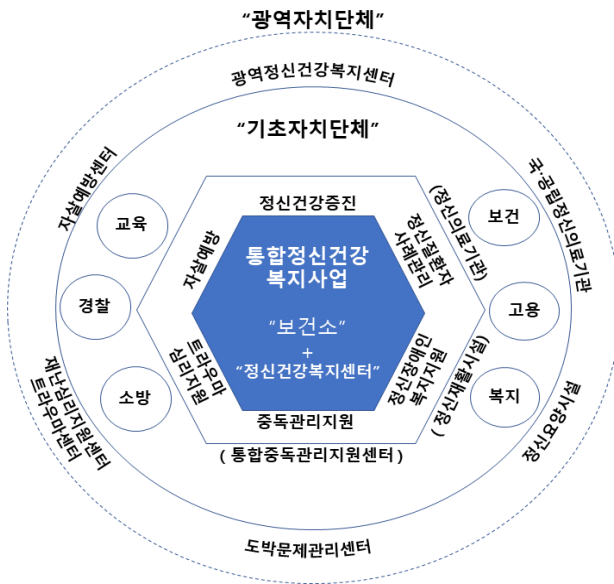 “광역자치단체”
광역정신건강복지센터
“기초자치단체”
자살예방센터
국·공립정신의료기관
교육
보건
정신건강증진
(정신의료기관)
자살예방
정신질환자
사례관리
통합정신건강
복지사업
“보건소”
+
“정신건강복지센터”
경찰
고용
트라우마
심리지원
정신장애인
복지지원
(정신재활시설)
소방
복지
중독관리지원
( 통합중독관리지원센터 )
재난심리지원센터
트라우마센터
정신요양시설
도박문제관리센터